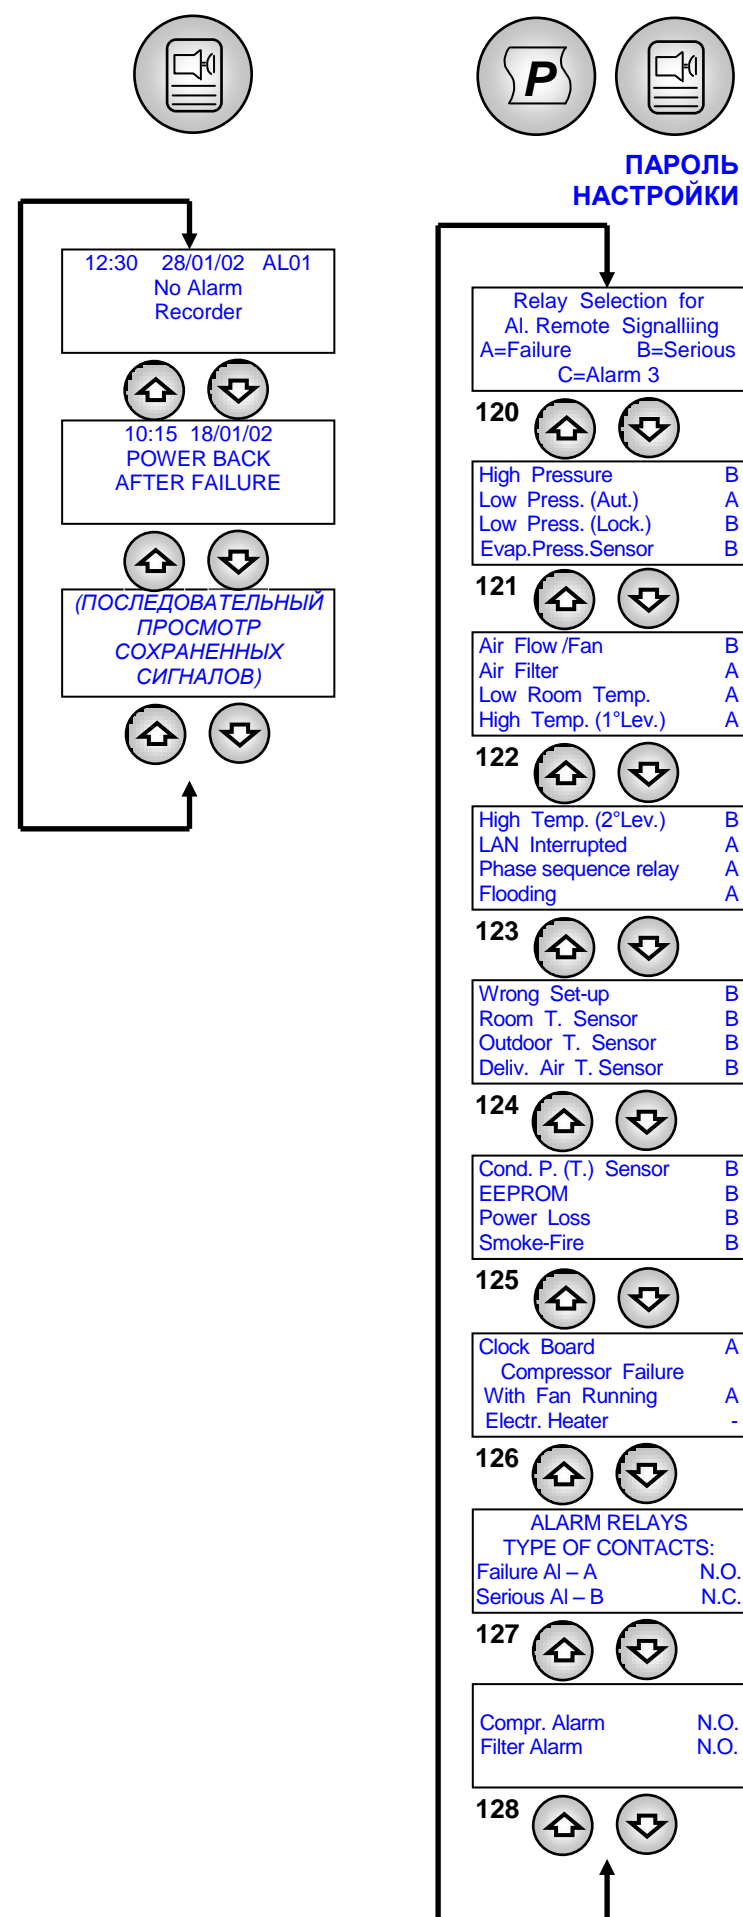 P
ПАРОЛЬ
НАСТРОЙКИ
12:30 28/01/02 AL01
No Alarm
Recorder
10:15 18/01/02
POWER BACK
AFTER FAILURE
(ПОСЛЕДОВАТЕЛЬНЫЙ
ПРОСМОТР
СОХРАНЕННЫХ
СИГНАЛОВ)
Relay Selection for
Al. Remote Signalliing
A=Failure B=Serious
C=Alarm 3
120
High Pressure B
Low Press. (Aut.) A
Low Press. (Lock.) B
Evap.Press.Sensor B
121
Air Flow /Fan B
Air Filter A
Low Room Temp. A
High Temp. (1°Lev.) A
122
High Temp. (2°Lev.) B
LAN Interrupted A
Phase sequence relay A
Flooding A
123
Wrong Set-up B
Room T. Sensor B
Outdoor T. Sensor B
Deliv. Air T. Sensor B
124
Cond. P. (T.) Sensor B
EEPROM B
Power Loss B
Smoke-Fire B
125
Clock Board A
Compressor Failure
With Fan Running A
Electr. Heater -
126
ALARM RELAYS
TYPE OF CONTACTS:
Failure Al – A N.O.
Serious Al – B N.C.
127
Compr. Alarm N.O.
Filter Alarm N.O.
128